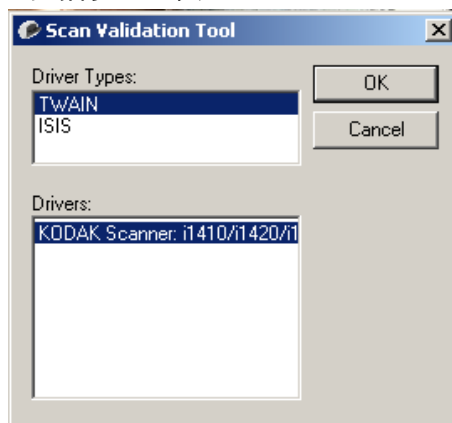 Scan Validation Tool
Driver Types:
OK
TWAIN
ISIS
Cancel
Drivers:
KODAK Scanner: i1410/i1420/i1